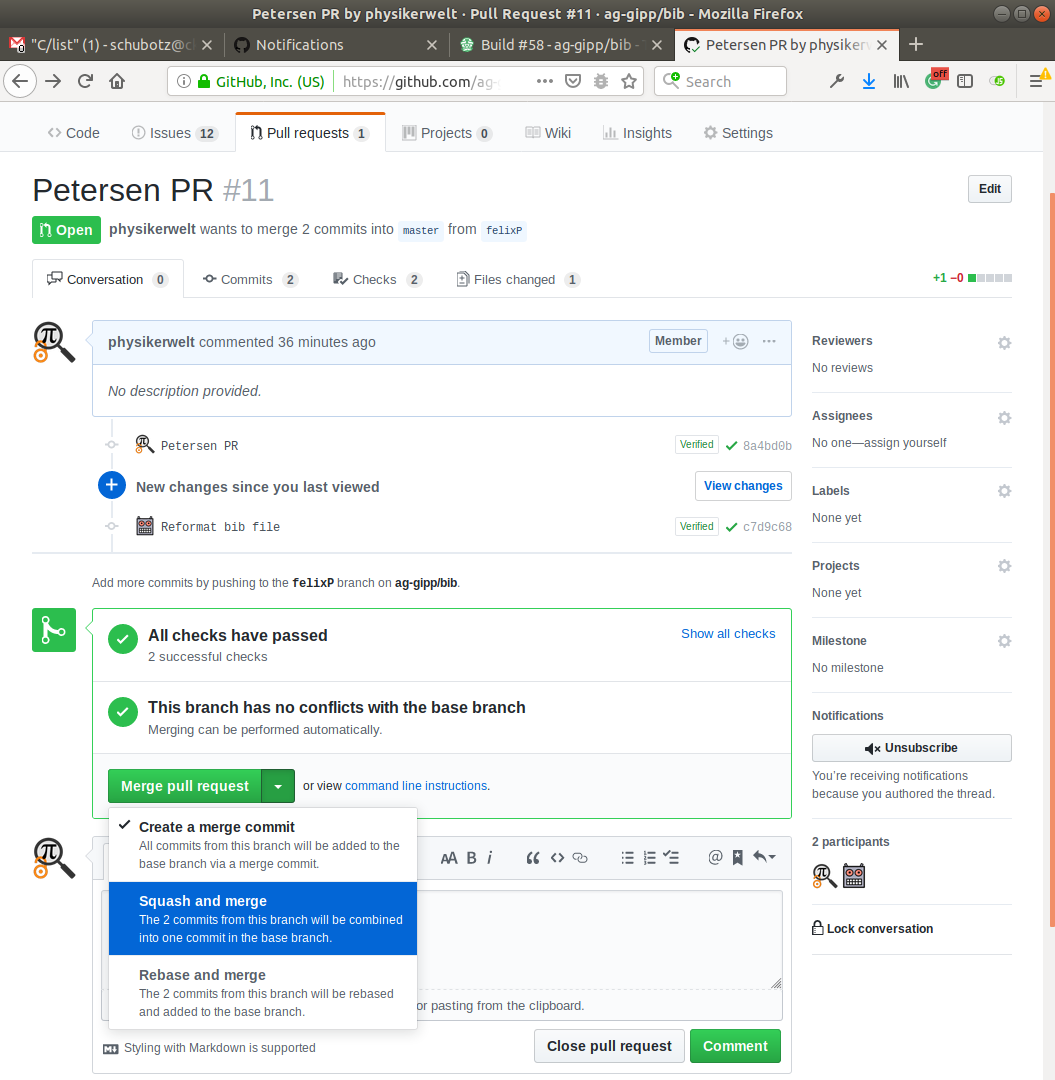 Petersen PR by physikerwelt · Pull Request #11 · ag-gipp/bib - Mozilla Firefox
"C/list" (1) - schubotz@c
Notifications
Build #58 - ag-gipp/bib -
Petersen PR by physikerw
GitHub, Inc. (US)
https://github.com/ag-
Search
off
Code
Issues 12
Pull requests 1
Projects 0
Wiki
Insights
Settings
Petersen PR #11
Edit
Open
physikerwelt wants to merge 2 commits into master from felixP
Conversation 0
Commits 2
Checks 2
Files changed 1
+1 −0
physikerwelt commented 36 minutes ago
Member
No description provided.
Petersen PR
Verified
8a4bd0b
New changes since you last viewed
View changes
Reformat bib file
Verified
c7d9c68
Add more commits by pushing to the felixP branch on ag-gipp/bib.
All checks have passed
2 successful checks
Show all checks
This branch has no conflicts with the base branch
Merging can be performed automatically.
Merge pull request
or view command line instructions.
Create a merge commit
All commits from this branch will be added to the
base branch via a merge commit.
Squash and merge
The 2 commits from this branch will be combined
into one commit in the base branch.
Rebase and merge
The 2 commits from this branch will be rebased
and added to the base branch.
AA B i
or pasting from the clipboard.
Styling with Markdown is supported
Close pull request
Comment
Reviewers
No reviews
Assignees
No one—assign yourself
Labels
None yet
Projects
None yet
Milestone
No milestone
Notifications
Unsubscribe
You're receiving notifications
because you authored the thread.
2 participants
Lock conversation